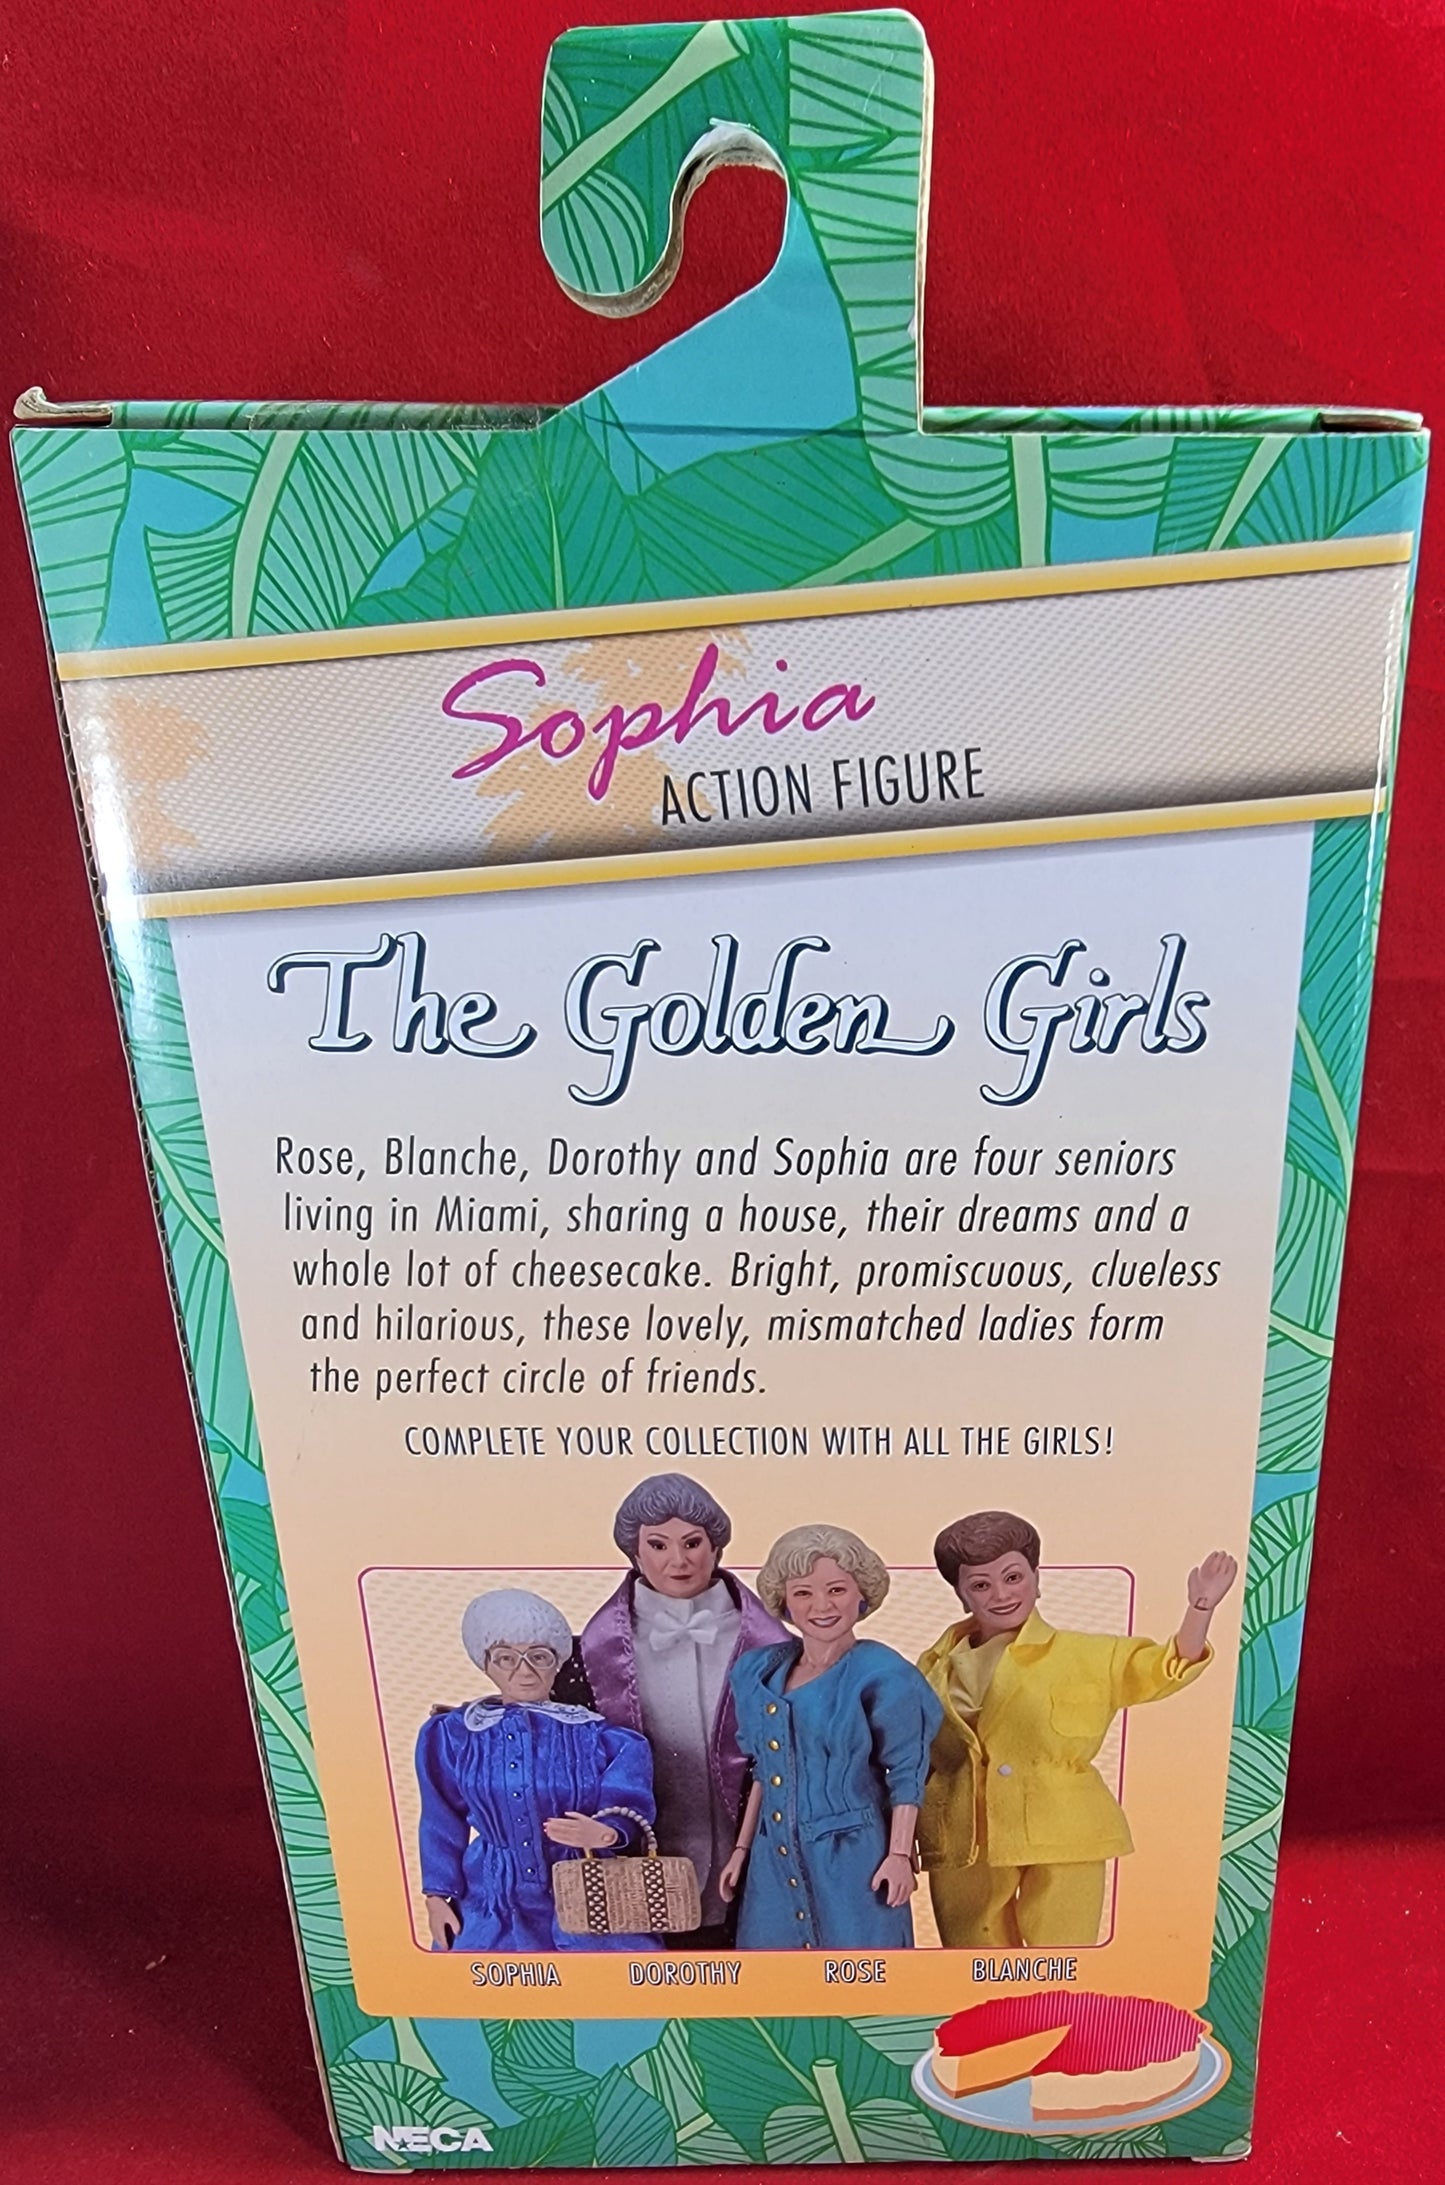 Sophia
ACTION FIGURE
The Golden Girls
Rose, Blanche, Dorothy and Sophia are four seniors
living in Miami, sharing a house, their dreams and a
whole lot of cheesecake. Bright, promiscuous, clueless
and hilarious, these lovely, mismatched ladies form
the perfect circle of friends.
COMPLETE YOUR COLLECTION WITH ALL THE GIRLS!
SOPHIA DOROTHY ROSE BLANCHE
NECA